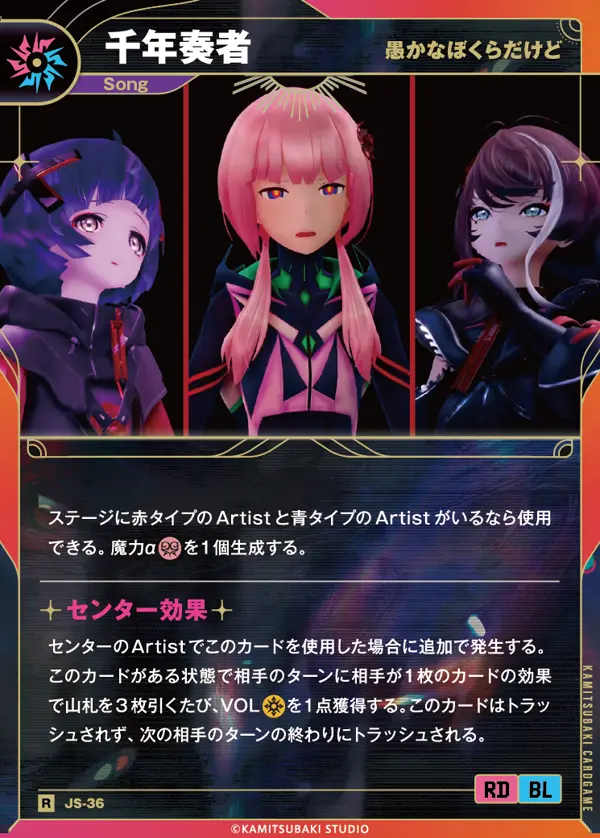 千年奏者
愚かなぼくらだけど
Song
ステージに赤タイプのArtistと青タイプのArtistがいるなら使用
できる。魔力αを1個生成する。
センター効果
センターのArtistでこのカードを使用した場合に追加で発生する。
このカードがある状態で相手のターンに相手が1枚のカードの効果
で山札を3枚引くたび、VOLを1点獲得する。このカードはトラッ
シュされず、次の相手のターンの終わりにトラッシュされる。
KAMITSUBAKI CARDGAME
RD BL
R JS-36
©KAMITSUBAKI STUDIO